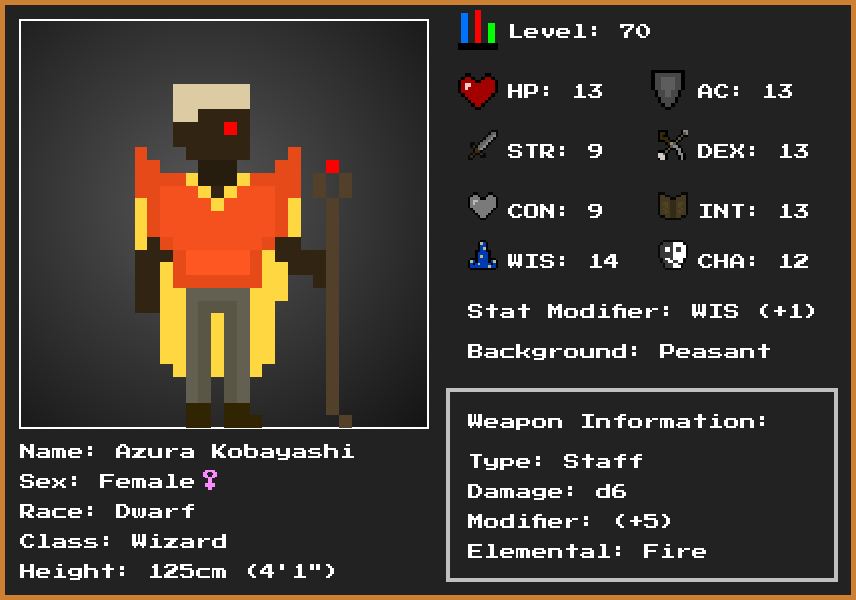 Level: 70
HP: 13 AC: 13
STR: 9 DEX: 13
CON: 9 INT: 13
WIS: 14 CHA: 12
Stat Modifier: WIS (+1)
Background: Peasant
Weapon Information:
Type: Staff
Damage: d6
Modifier: (+5)
Elemental: Fire
Name: Azura Kobayashi
Sex: Female♀
Race: Dwarf
Class: Wizard
Height: 125cm (4'1")